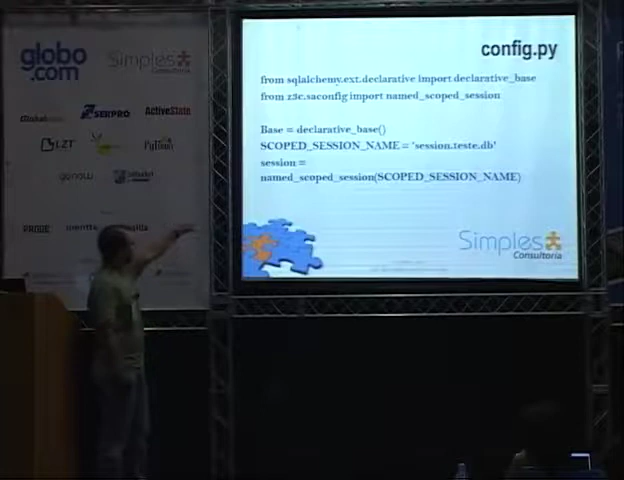 globo
.com
Simples
Consultoria
SERPRO
ActiveState
LZT
Python
config.py
from sqlalchemy.ext.declarative import declarative_base
from z3c.saconfig import named_scoped_session
Base = declarative_base()
SCOPED_SESSION_NAME = 'session.teste.db'
session =
named_scoped_session(SCOPED_SESSION_NAME)
Simples
Consultoria